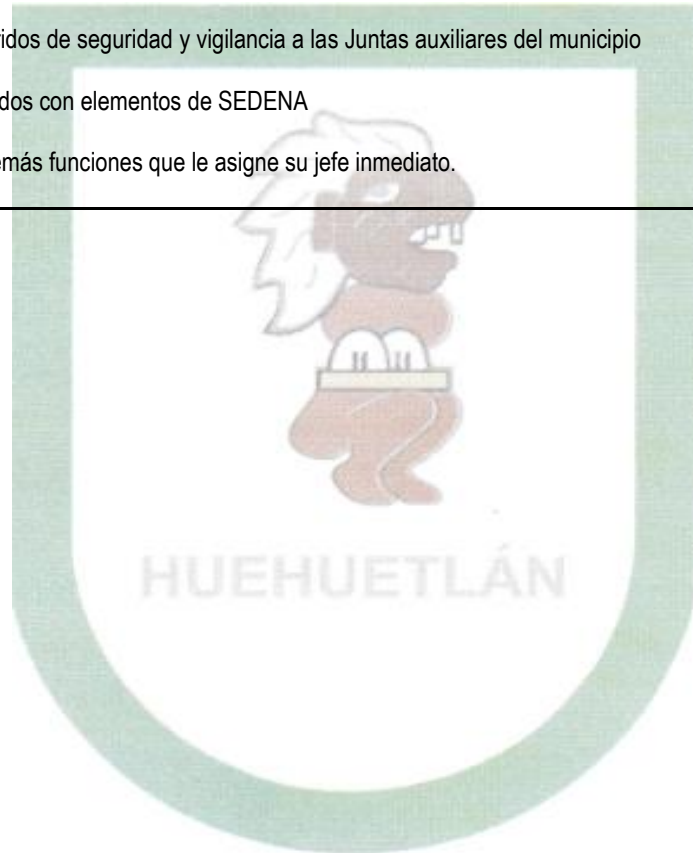 ridos de seguridad y vigilancia a las Juntas auxiliares del municipio
dos con elementos de SEDENA
emás funciones que le asigne su jefe inmediato.
HUEHUETLÁN